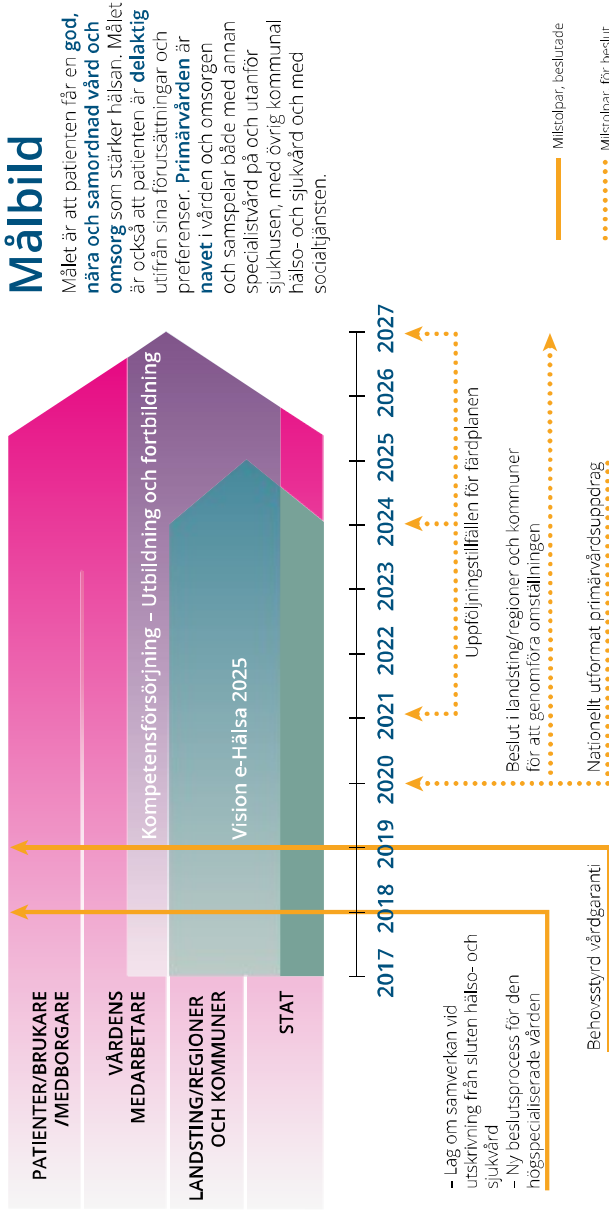 Målbild
Målet är att patienten får en god,
nära och samordnad vård och
omsorg som stärker hälsan. Målet
är också att patienten är delaktig
utifrån sina förutsättningar och
preferenser. Primärvården är
navet i vården och omsorgen
och samspelar både med annan
specialistvård på och utanför
sjukhusen, med övrig kommunal
hälso- och sjukvård och med
socialtjänsten.
PATIENTER/BRUKARE
/MEDBORGARE
VÅRDENS
MEDARBETARE
LANDSTING/REGIONER
OCH KOMMUNER
STAT
Kompetensförsörjning – Utbildning och fortbildning
Vision e-Hälsa 2025
2017 2018 2019 2020 2021 2022 2023 2024 2025 2026 2027
– Lag om samverkan vid
utskrivning från sluten hälso- och
sjukvård
– Ny beslutsprocess för den
högspecialiserade vården
Behovsstyrd vårdgaranti
Uppföljningstillfällen för färdplanen
Beslut i landsting/regioner och kommuner
för att genomföra omställningen
Nationellt utformat primärvårdsuppdrag
Milstolpar, beslutade
Milstolpar, för beslut